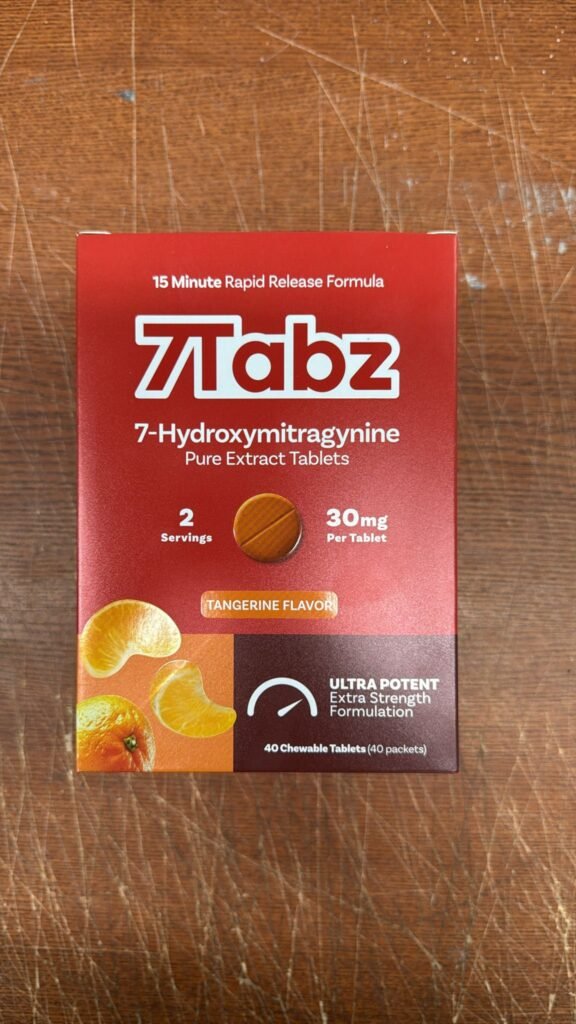 15 Minute Rapid Release Formula
7Tabz
7-Hydroxymitragynine
Pure Extract Tablets
2
Servings
30mg
Per Tablet
TANGERINE FLAVOR
ULTRA POTENT
Extra Strength
Formulation
40 Chewable Tablets (40 packets)